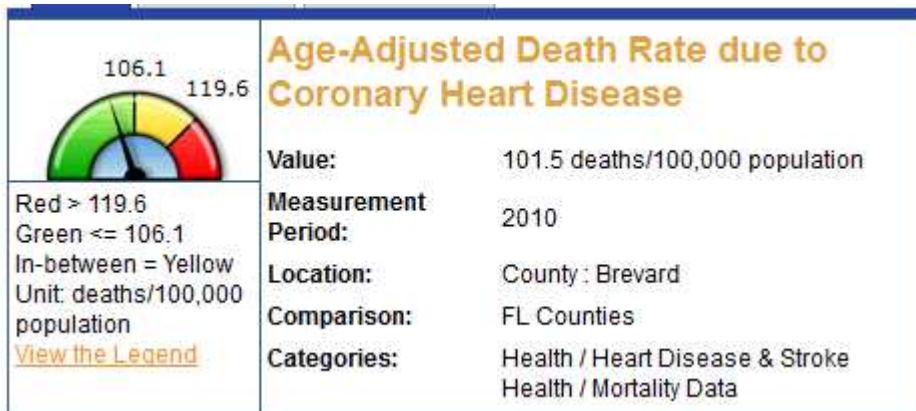 106.1
119.6
Red > 119.6
Green <= 106.1
In-between = Yellow
Unit: deaths/100,000
population
View the Legend
Age-Adjusted Death Rate due to
Coronary Heart Disease
Value: 101.5 deaths/100,000 population
Measurement
Period: 2010
Location: County : Brevard
Comparison: FL Counties
Categories: Health / Heart Disease & Stroke
Health / Mortality Data